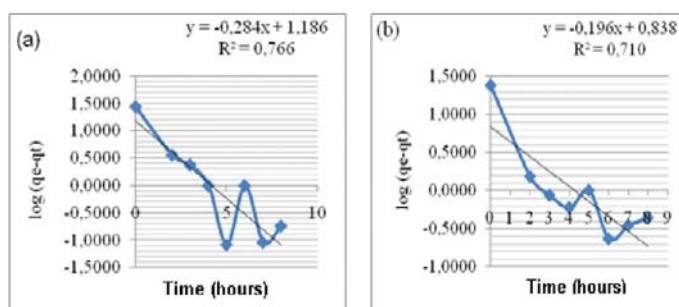 (a)
y = -0,284x + 1,186
R² = 0,766
2,0000
1,5000
1,0000
0,5000
0,0000
-0,5000
-1,0000
-1,5000
0
5
10
log (qe-qt)
Time (hours)
(b)
y = -0,196x + 0,838
R² = 0,710
1,5000
1,0000
0,5000
0,0000
-0,5000
-1,0000
0 1 2 3 4 5 6 7 8 9
log (qe-qt)
Time (hours)